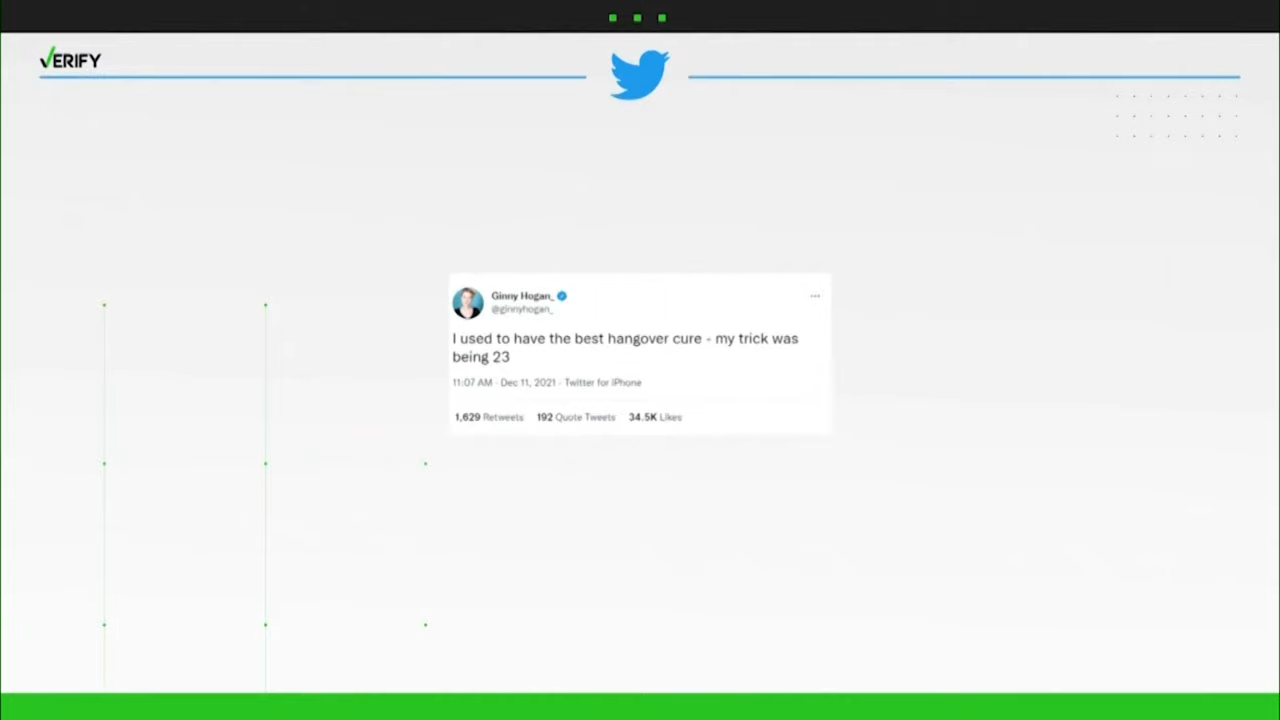 VERIFY
Ginny Hogan_
@ginnyhogan_
I used to have the best hangover cure - my trick was
being 23
11:07 AM · Dec 11, 2021 · Twitter for iPhone
1,629 Retweets 192 Quote Tweets 34.5K Likes